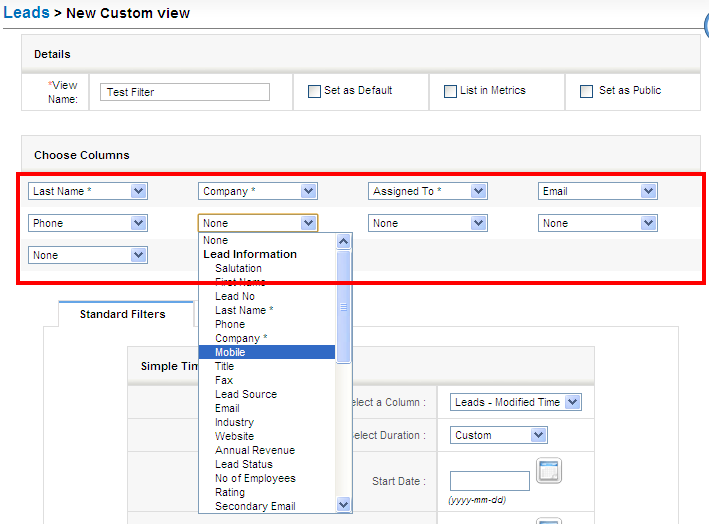 Leads > New Custom view
Details
*View Name:
Test Filter
Set as Default
List in Metrics
Set as Public
Choose Columns
Last Name *
Company *
Assigned To *
Email
Phone
None
None
None
None
None
Lead Information
Salutation
First Name
Lead No
Last Name *
Phone
Company *
Mobile
Title
Fax
Lead Source
Email
Industry
Website
Annual Revenue
Lead Status
No of Employees
Rating
Secondary Email
Standard Filters
Simple Tim
elect a Column :
Leads - Modified Time
elect Duration :
Custom
Start Date :
(yyyy-mm-dd)